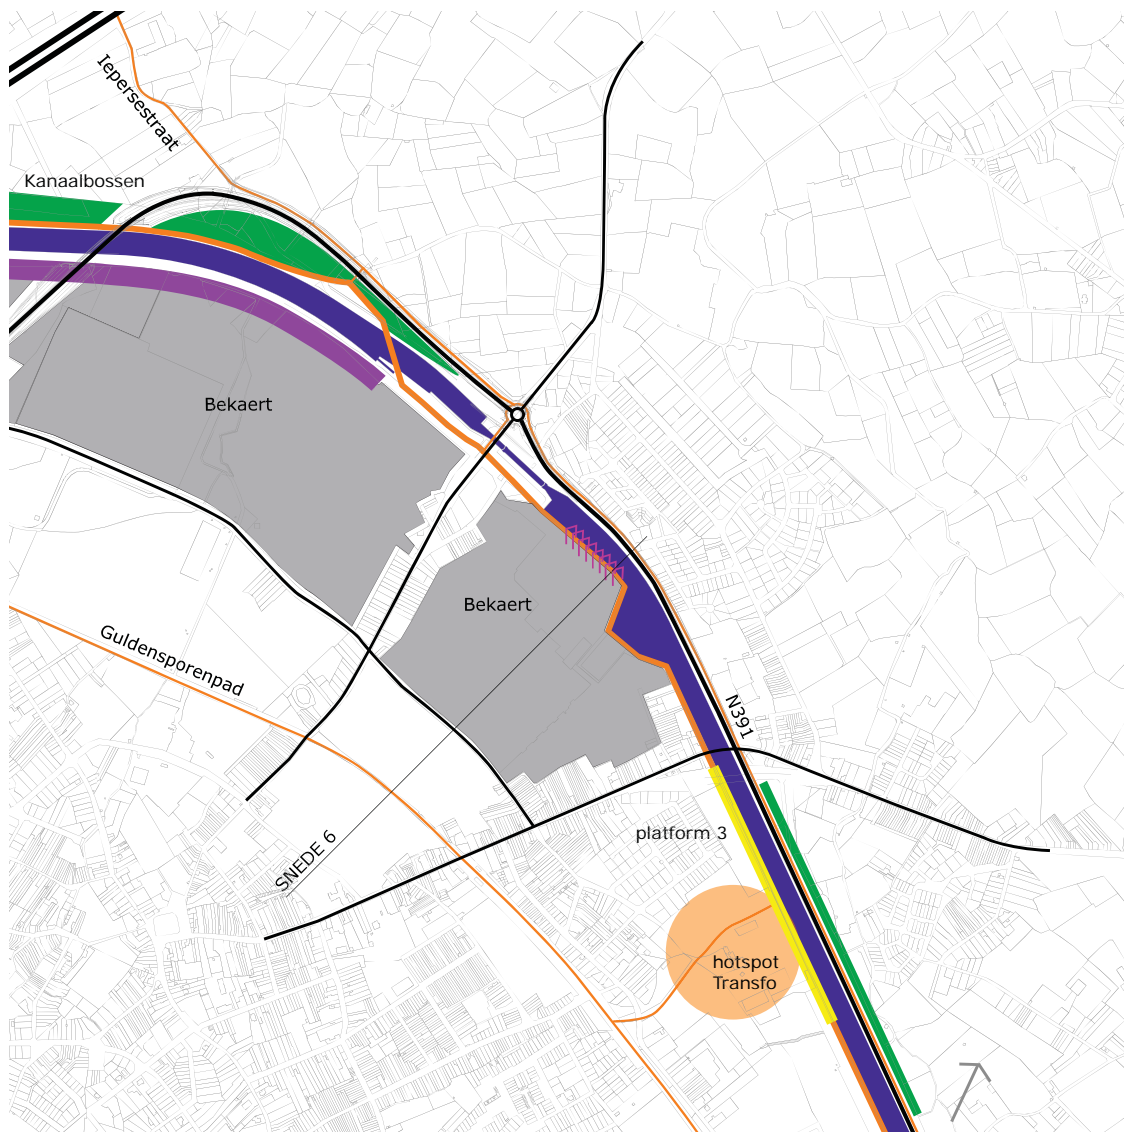 Iepersestraat
Kanaalbossen
Bekaert
Bekaert
Guldensporenpad
N391
platform 3
SNEDE 6
hotspot
Transfo